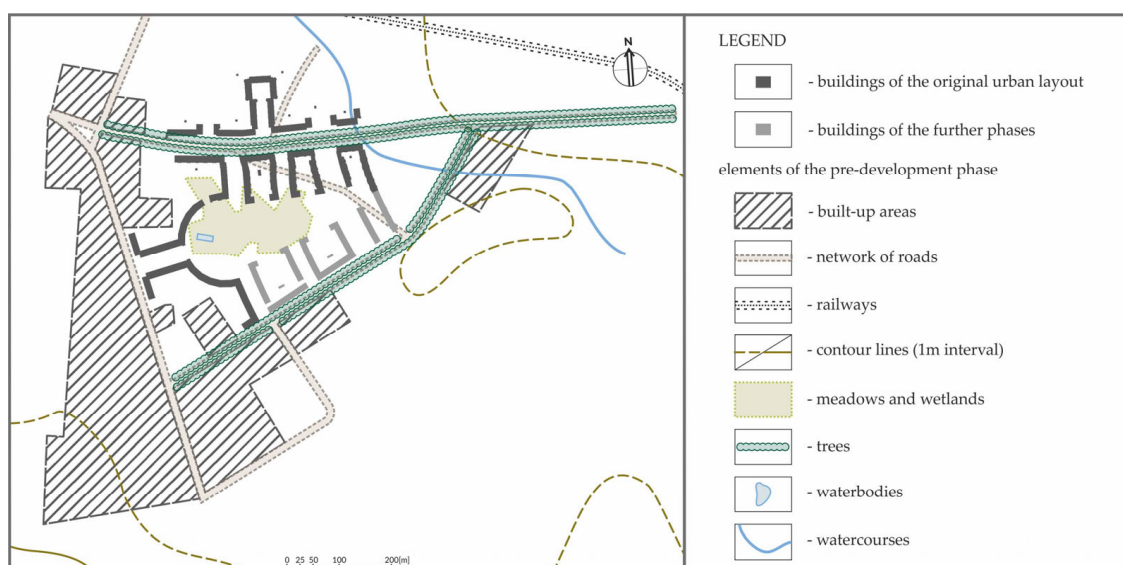 N
0 25 50 100 200[m]
LEGEND
- buildings of the original urban layout
- buildings of the further phases
elements of the pre-development phase
- built-up areas
- network of roads
- railways
- contour lines (1m interval)
- meadows and wetlands
- trees
- waterbodies
- watercourses